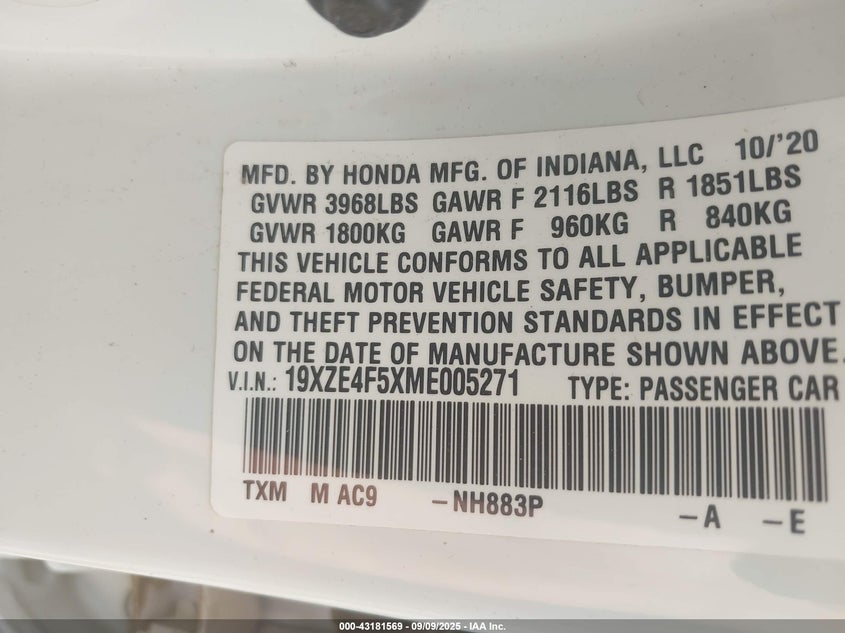 MFD. BY HONDA MFG. OF INDIANA, LLC 10/'20
GVWR 3968LBS GAWR F 2116LBS R 1851LBS
GVWR 1800KG GAWR F 960KG R 840KG
THIS VEHICLE CONFORMS TO ALL APPLICABLE
FEDERAL MOTOR VEHICLE SAFETY, BUMPER,
AND THEFT PREVENTION STANDARDS IN EFFECT
ON THE DATE OF MANUFACTURE SHOWN ABOVE.
V.I.N.: 19XZE4F5XME005271 TYPE: PASSENGER CAR
TXM M AC9 –NH883P –A –E
000-43181569 - 09/09/2025 - IAA Inc.